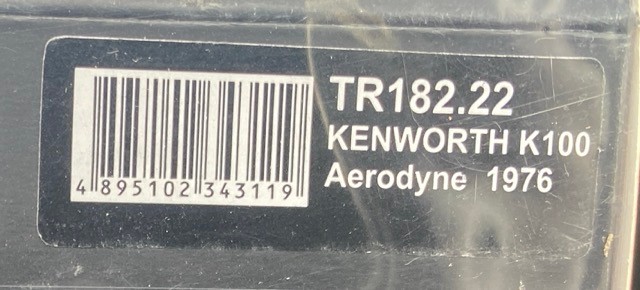 TR182.22
KENWORTH K100
Aerodyne 1976
4 895102 343119